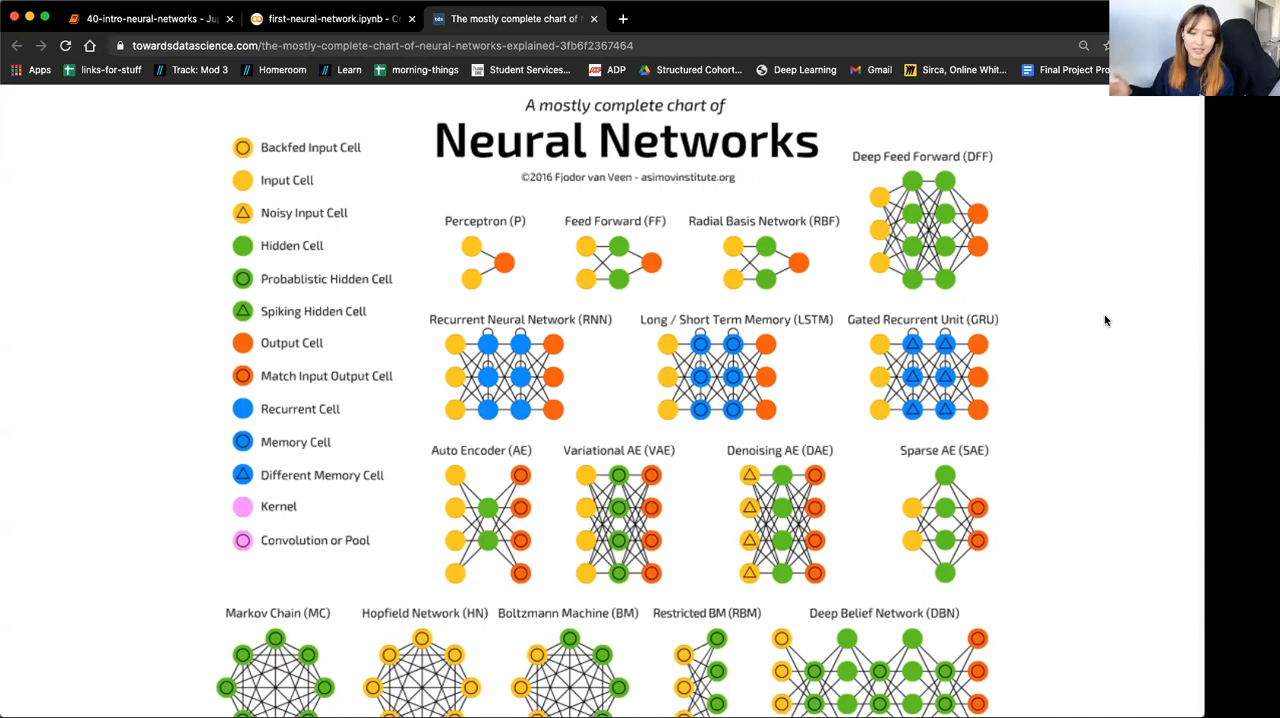 40-intro-neural-networks - Ju
first-neural-network.ipynb - Co
tds
The mostly complete chart of
towardsdatascience.com/the-mostly-complete-chart-of-neural-networks-explained-3fb6f2367464
Apps
links-for-stuff
Track: Mod 3
Homeroom
Learn
morning-things
Student Services...
ADP
Structured Cohort...
Deep Learning
Gmail
Sirca, Online Whit...
Final Project Pro
A mostly complete chart of
Neural Networks
©2016 Fjodor van Veen - asimovinstitute.org
Backfed Input Cell
Input Cell
Noisy Input Cell
Hidden Cell
Probablistic Hidden Cell
Spiking Hidden Cell
Output Cell
Match Input Output Cell
Recurrent Cell
Memory Cell
Different Memory Cell
Kernel
Convolution or Pool
Deep Feed Forward (DFF)
Perceptron (P)
Feed Forward (FF)
Radial Basis Network (RBF)
Recurrent Neural Network (RNN)
Long / Short Term Memory (LSTM)
Gated Recurrent Unit (GRU)
Auto Encoder (AE)
Variational AE (VAE)
Denoising AE (DAE)
Sparse AE (SAE)
Markov Chain (MC)
Hopfield Network (HN)
Boltzmann Machine (BM)
Restricted BM (RBM)
Deep Belief Network (DBN)